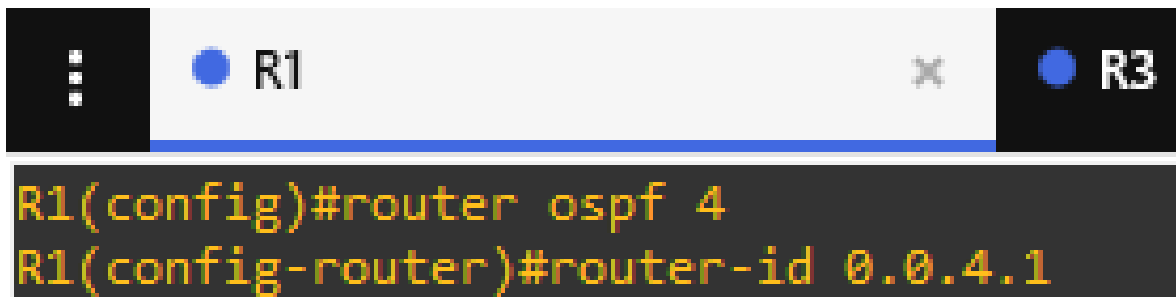 R1 × R3
R1(config)#router ospf 4
R1(config-router)#router-id 0.0.4.1